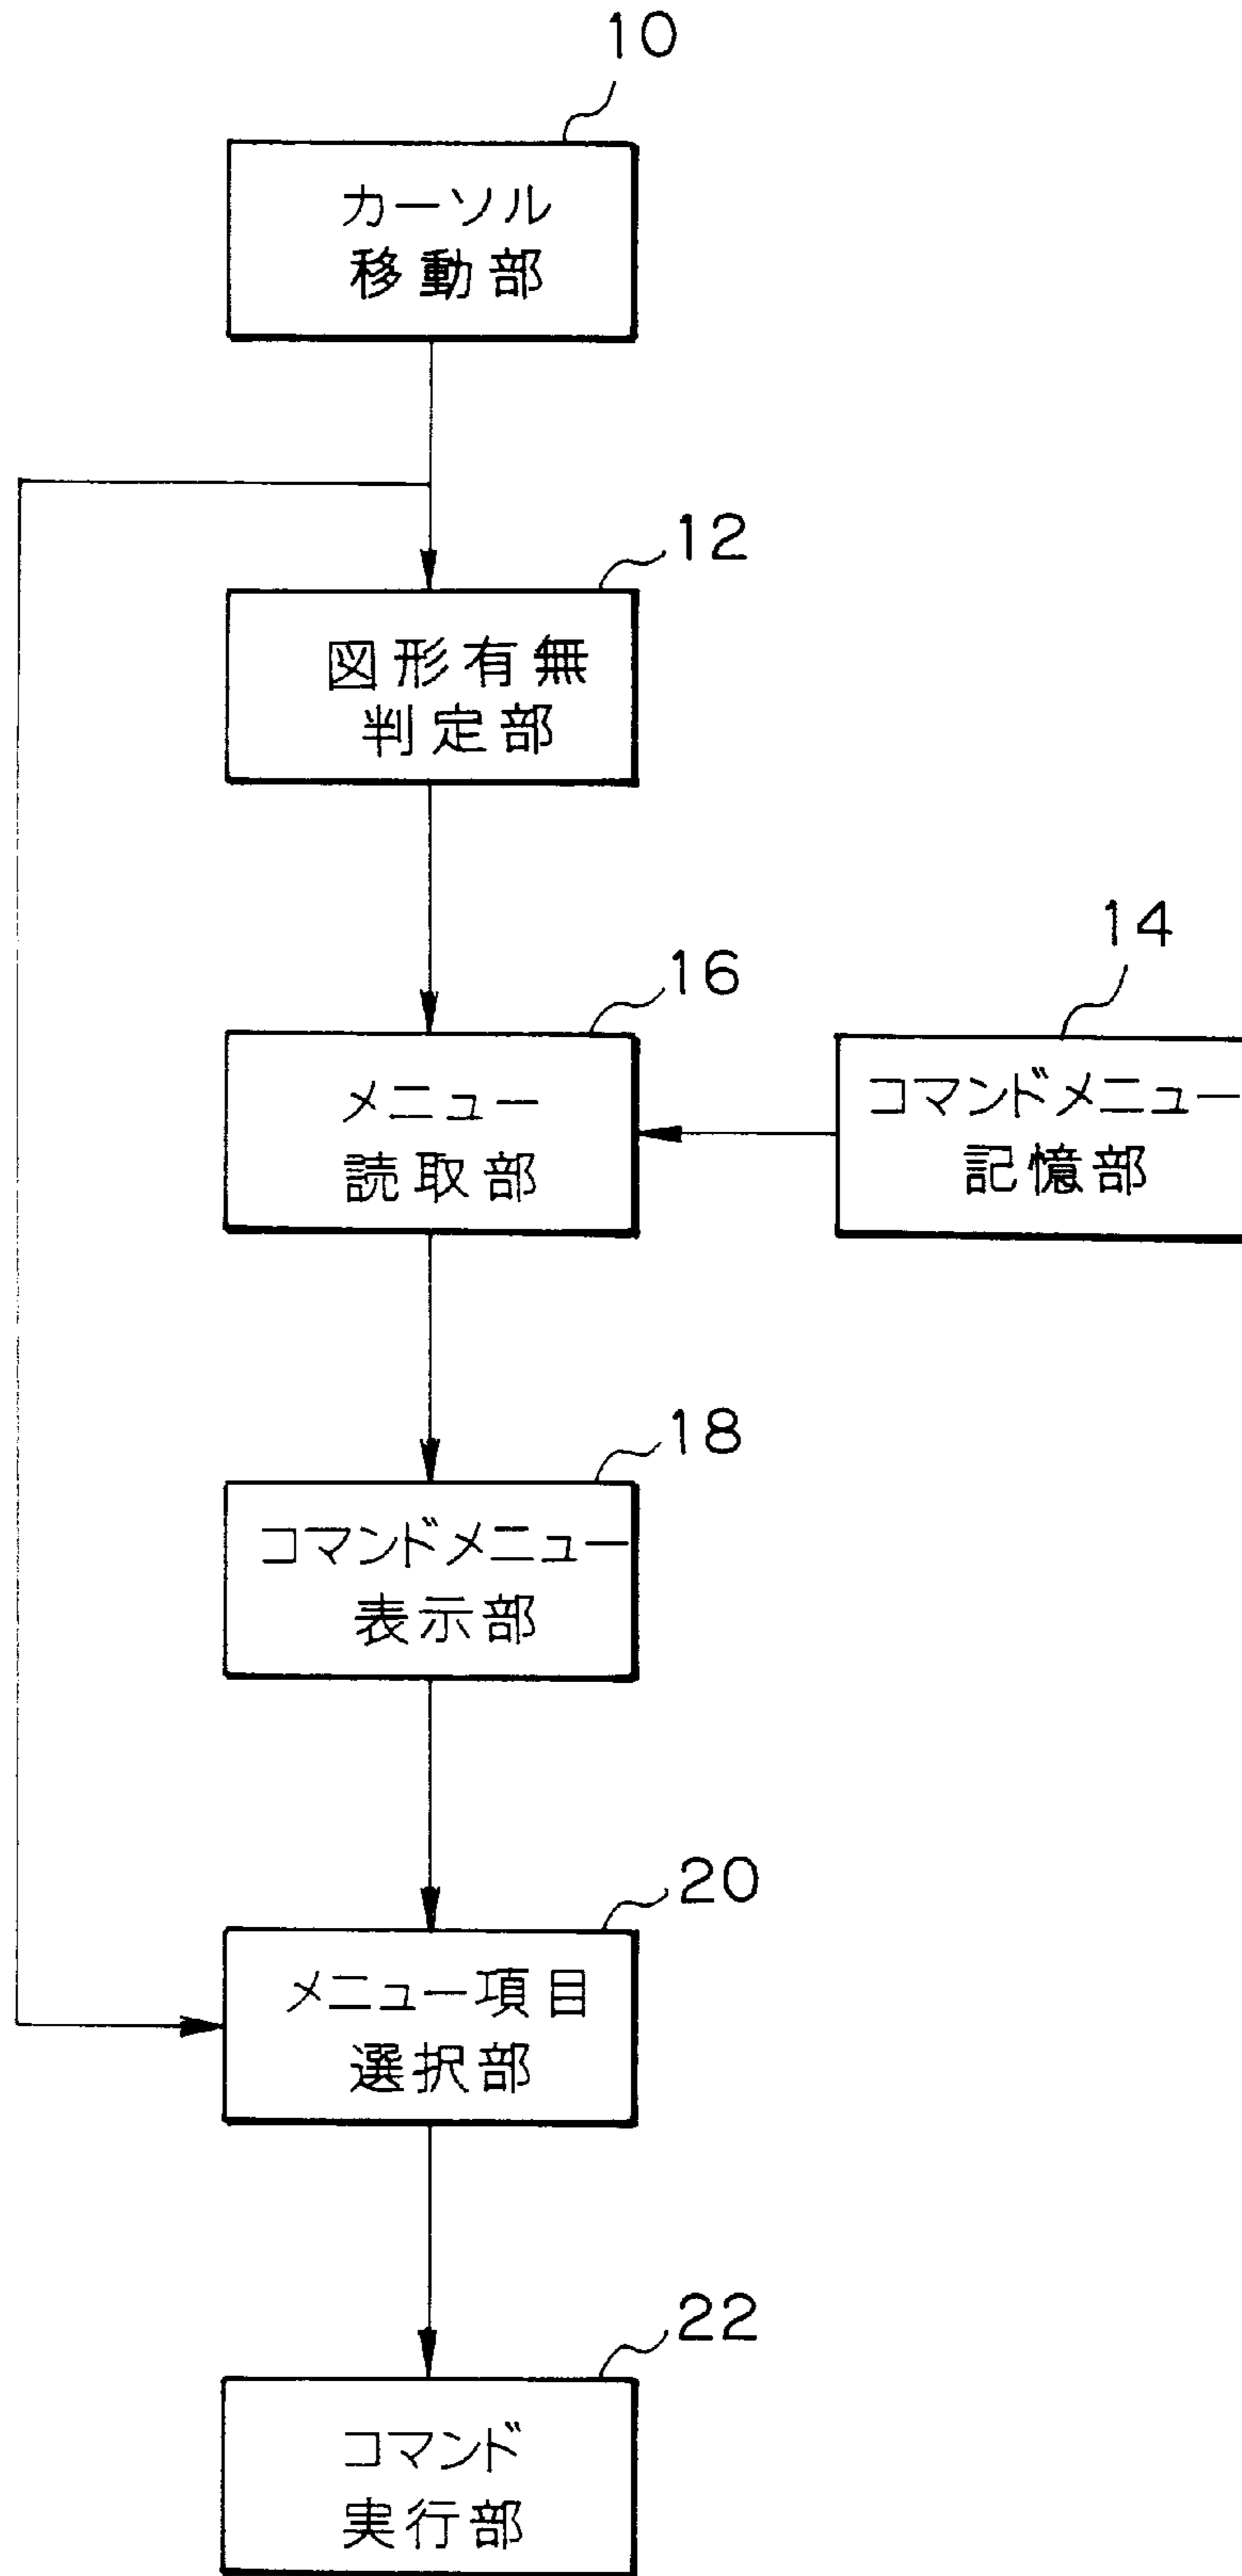 10
カーソル
移動部
12
図形有無
判定部
14
コマンドメニュー
記憶部
16
メニュー
読取部
18
コマンドメニュー
表示部
20
メニュー項目
選択部
22
コマンド
実行部